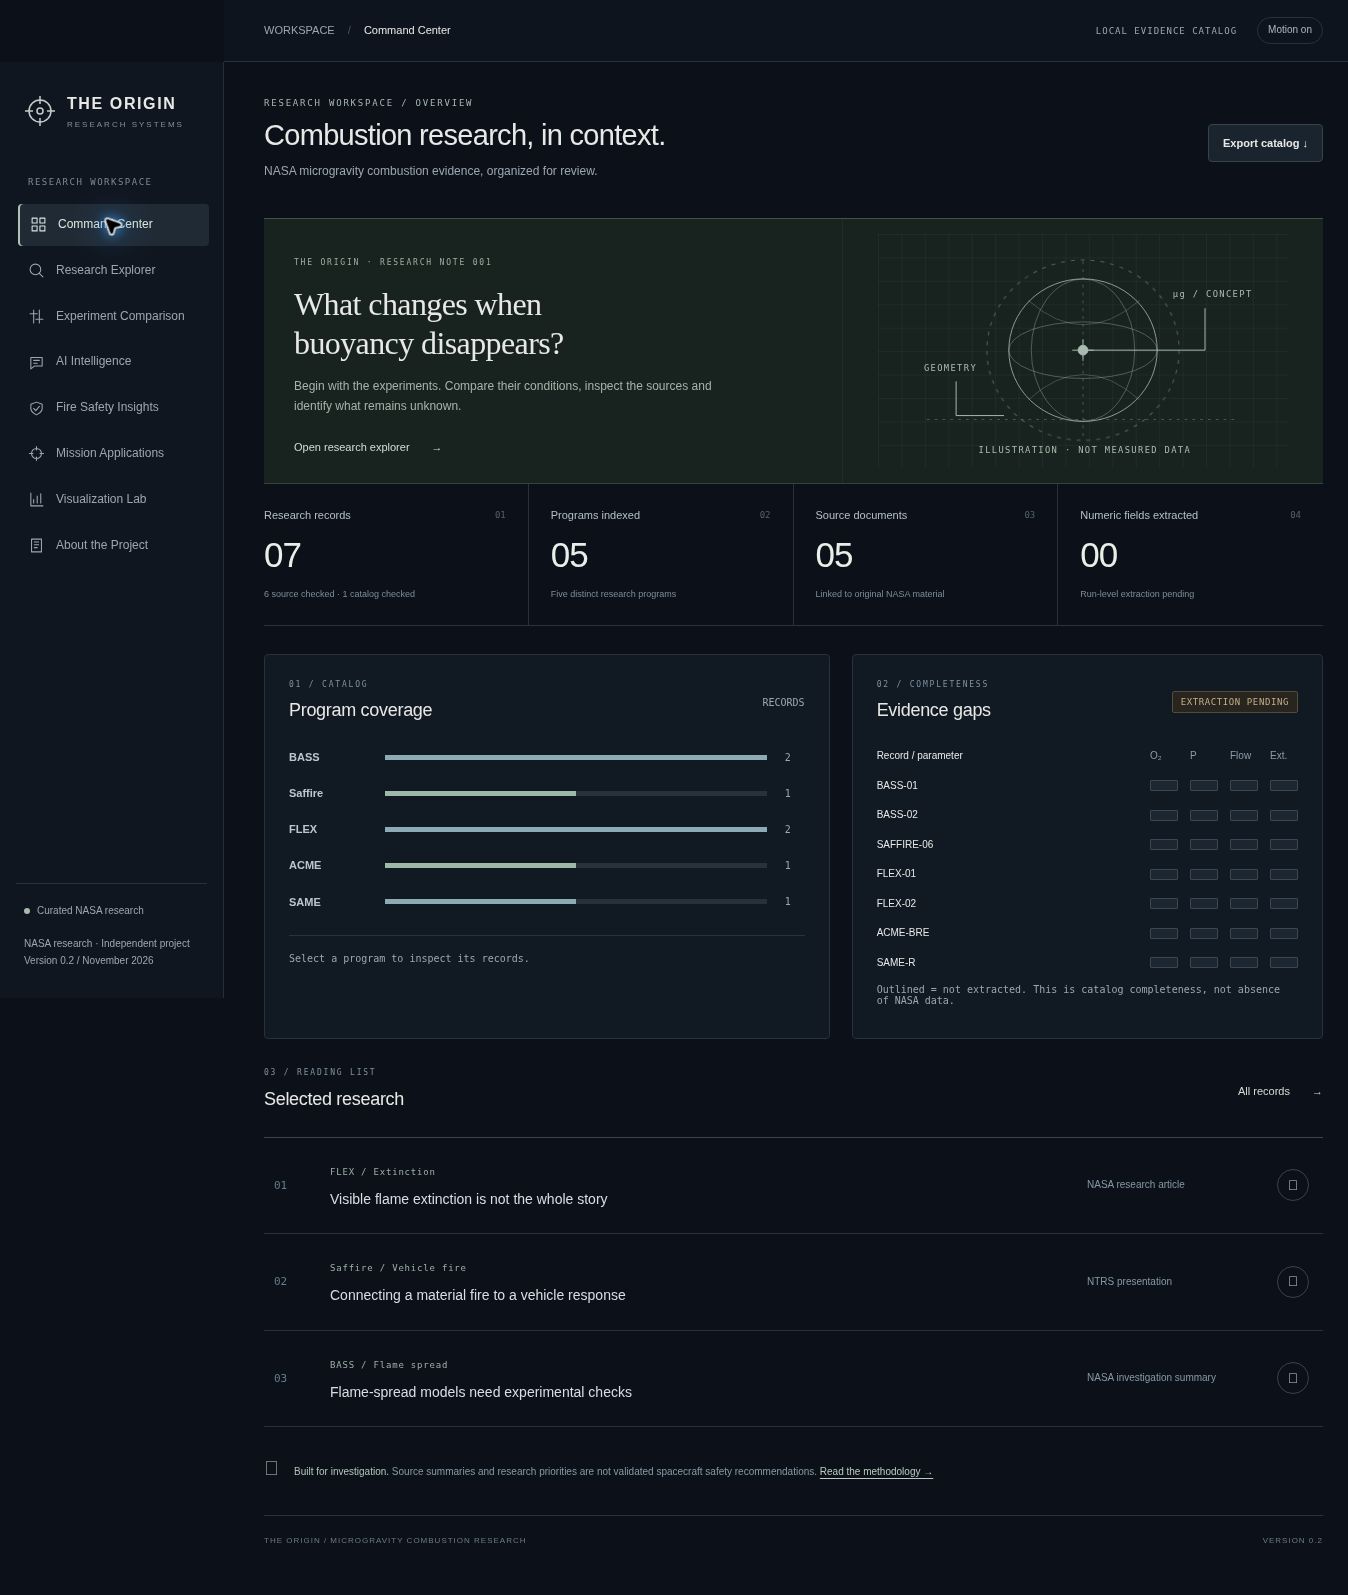 WORKSPACE / Command Center
LOCAL EVIDENCE CATALOG
Motion on
THE ORIGIN
RESEARCH SYSTEMS
RESEARCH WORKSPACE
Command Center
Research Explorer
Experiment Comparison
AI Intelligence
Fire Safety Insights
Mission Applications
Visualization Lab
About the Project
Curated NASA research
NASA research · Independent project
Version 0.2 / November 2026
RESEARCH WORKSPACE / OVERVIEW
Combustion research, in context.
NASA microgravity combustion evidence, organized for review.
Export catalog ↓
THE ORIGIN · RESEARCH NOTE 001
What changes when
buoyancy disappears?
Begin with the experiments. Compare their conditions, inspect the sources and
identify what remains unknown.
Open research explorer →
μg / CONCEPT
GEOMETRY
ILLUSTRATION · NOT MEASURED DATA
Research records 01
07
6 source checked · 1 catalog checked
Programs indexed 02
05
Five distinct research programs
Source documents 03
05
Linked to original NASA material
Numeric fields extracted 04
00
Run-level extraction pending
01 / CATALOG
Program coverage
RECORDS
BASS 2
Saffire 1
FLEX 2
ACME 1
SAME 1
Select a program to inspect its records.
02 / COMPLETENESS
Evidence gaps
EXTRACTION PENDING
Record / parameter O₂ P Flow Ext.
BASS-01
BASS-02
SAFFIRE-06
FLEX-01
FLEX-02
ACME-BRE
SAME-R
Outlined = not extracted. This is catalog completeness, not absence
of NASA data.
03 / READING LIST
Selected research
All records →
01
FLEX / Extinction
Visible flame extinction is not the whole story
NASA research article
02
Saffire / Vehicle fire
Connecting a material fire to a vehicle response
NTRS presentation
03
BASS / Flame spread
Flame-spread models need experimental checks
NASA investigation summary
Built for investigation. Source summaries and research priorities are not validated spacecraft safety recommendations. Read the methodology →
THE ORIGIN / MICROGRAVITY COMBUSTION RESEARCH
VERSION 0.2